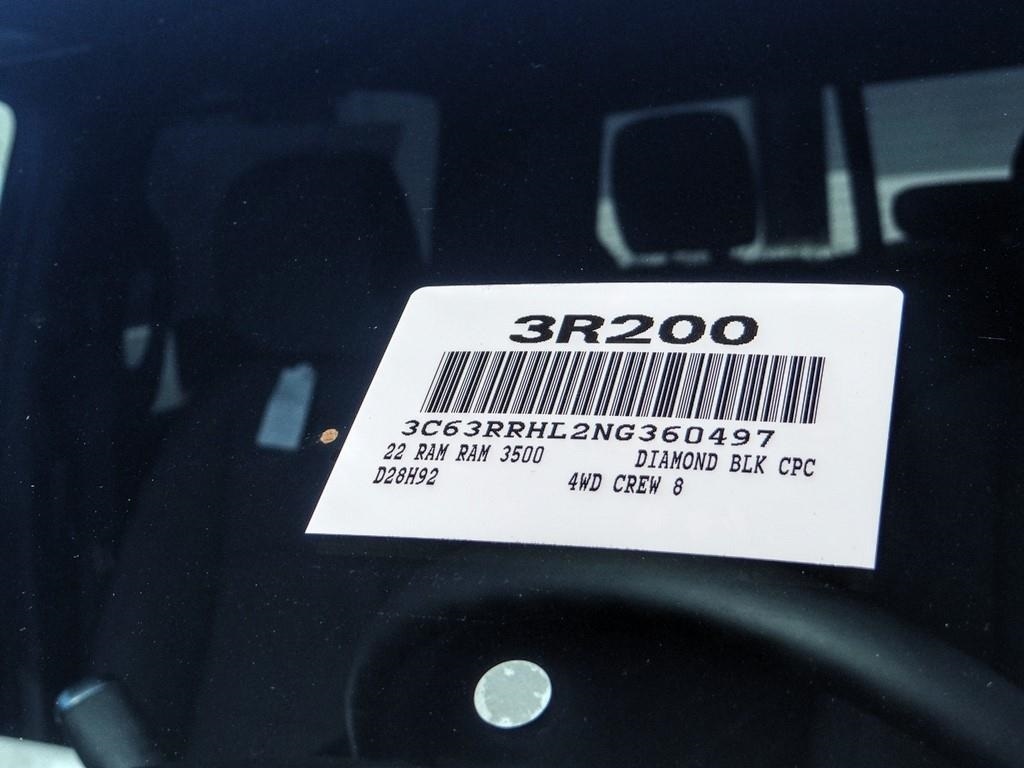 3R200
3C63RRHL2NG360497
22 RAM RAM 3500 DIAMOND BLK CPC
D28H92 4WD CREW 8